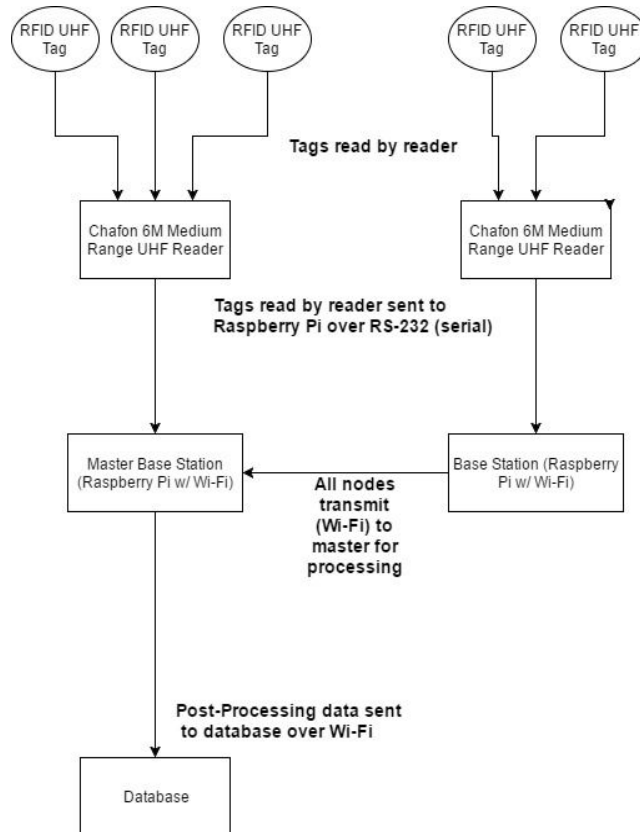 RFID UHF
Tag
RFID UHF
Tag
RFID UHF
Tag
RFID UHF
Tag
RFID UHF
Tag
Tags read by reader
Chafon 6M Medium
Range UHF Reader
Chafon 6M Medium
Range UHF Reader
Tags read by reader sent to
Raspberry Pi over RS-232 (serial)
Master Base Station
(Raspberry Pi w/ Wi-Fi)
Base Station (Raspberry
Pi w/ Wi-Fi)
All nodes
transmit
(Wi-Fi) to
master for
processing
Post-Processing data sent
to database over Wi-Fi
Database